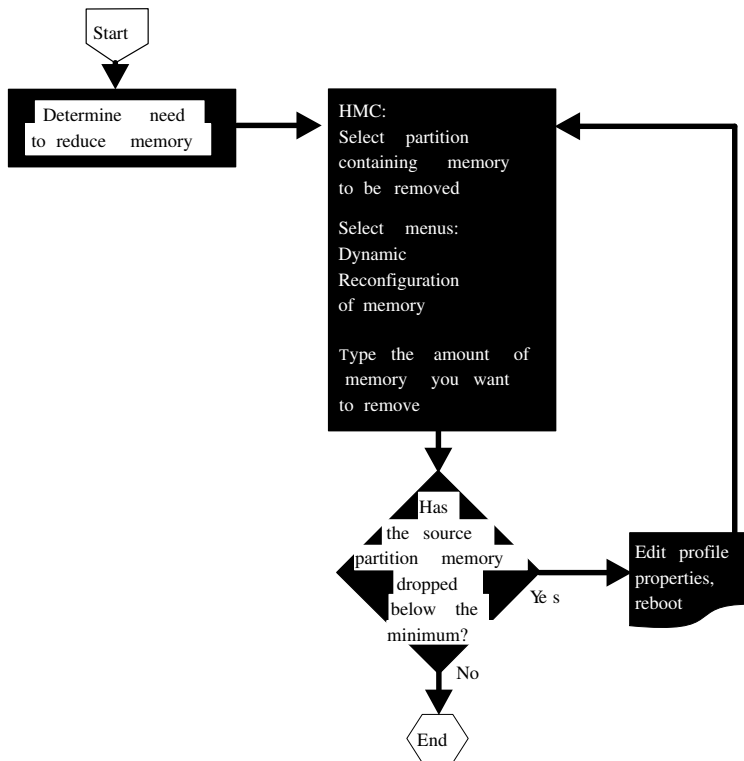 Start
Determine need
to reduce memory
HMC:
Select partition
containing memory
to be removed
Select menus:
Dynamic
Reconfiguration
of memory
Type the amount of
memory you want
to remove
Has
the source
partition memory
dropped
below the
minimum?
Yes
Edit profile
properties,
reboot
No
End